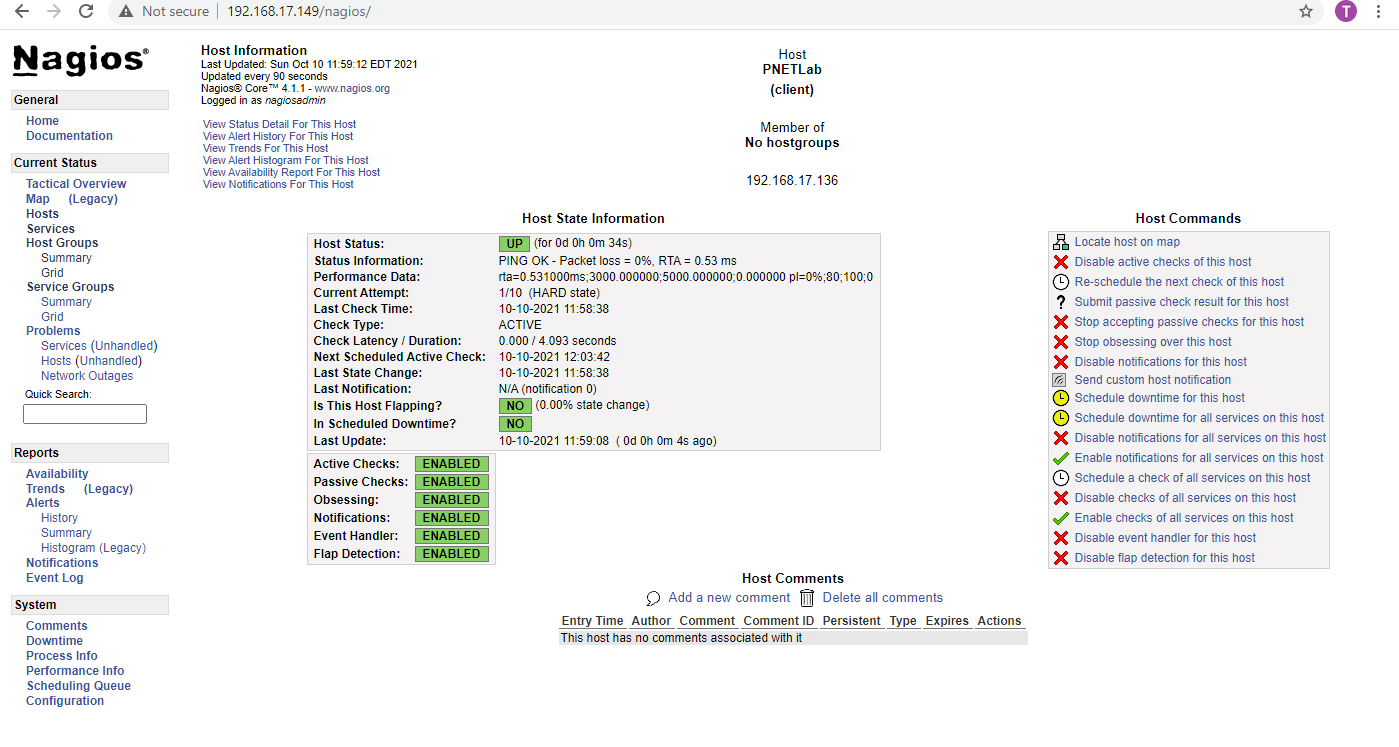 Not secure | 192.168.17.149/nagios/
T
Nagios®
General
Home
Documentation
Current Status
Tactical Overview
Map (Legacy)
Hosts
Services
Host Groups
Summary
Grid
Service Groups
Summary
Grid
Problems
Services (Unhandled)
Hosts (Unhandled)
Network Outages
Quick Search:
Reports
Availability
Trends (Legacy)
Alerts
History
Summary
Histogram (Legacy)
Notifications
Event Log
System
Comments
Downtime
Process Info
Performance Info
Scheduling Queue
Configuration
Host Information
Last Updated: Sun Oct 10 11:59:12 EDT 2021
Updated every 90 seconds
Nagios® Core™ 4.1.1 - www.nagios.org
Logged in as nagiosadmin
View Status Detail For This Host
View Alert History For This Host
View Trends For This Host
View Alert Histogram For This Host
View Availability Report For This Host
View Notifications For This Host
Host
PNETLab
(client)
Member of
No hostgroups
192.168.17.136
Host State Information
Host Status: UP (for 0d 0h 0m 34s)
Status Information: PING OK - Packet loss = 0%, RTA = 0.53 ms
Performance Data: rta=0.531000ms;3000.000000;5000.000000;0.000000 pl=0%;80;100;0
Current Attempt: 1/10 (HARD state)
Last Check Time: 10-10-2021 11:58:38
Check Type: ACTIVE
Check Latency / Duration: 0.000 / 4.093 seconds
Next Scheduled Active Check: 10-10-2021 12:03:42
Last State Change: 10-10-2021 11:58:38
Last Notification: N/A (notification 0)
Is This Host Flapping? NO (0.00% state change)
In Scheduled Downtime? NO
Last Update: 10-10-2021 11:59:08 ( 0d 0h 0m 4s ago)
Active Checks: ENABLED
Passive Checks: ENABLED
Obsessing: ENABLED
Notifications: ENABLED
Event Handler: ENABLED
Flap Detection: ENABLED
Host Commands
Locate host on map
Disable active checks of this host
Re-schedule the next check of this host
? Submit passive check result for this host
Stop accepting passive checks for this host
Stop obsessing over this host
Disable notifications for this host
Send custom host notification
Schedule downtime for this host
Schedule downtime for all services on this host
Disable notifications for all services on this host
Enable notifications for all services on this host
Schedule a check of all services on this host
Disable checks of all services on this host
Enable checks of all services on this host
Disable event handler for this host
Disable flap detection for this host
Host Comments
Add a new comment Delete all comments
Entry Time Author Comment Comment ID Persistent Type Expires Actions
This host has no comments associated with it